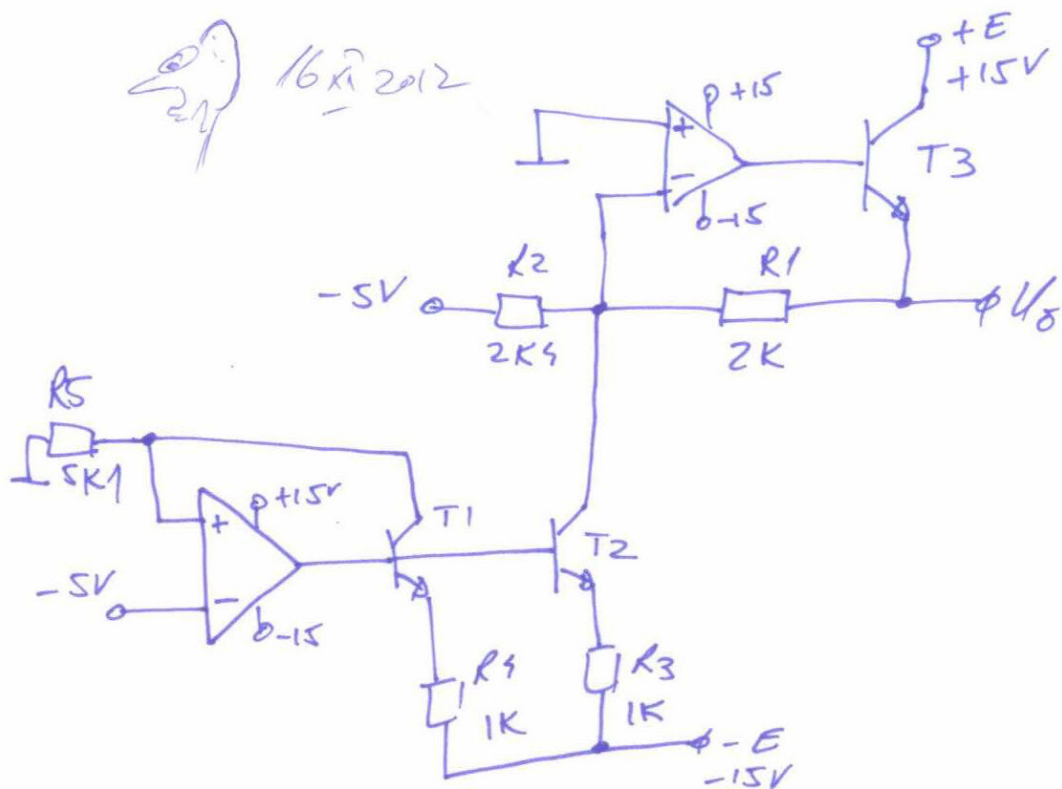 16 XI 2012
+E
+15V
+15
+
T3
-
-15
R2
R1
-5V
2K4
2K
R5
5K1
+15V
T1
+
T2
-5V
-
-15
R4
R3
1K
1K
-E
-15V